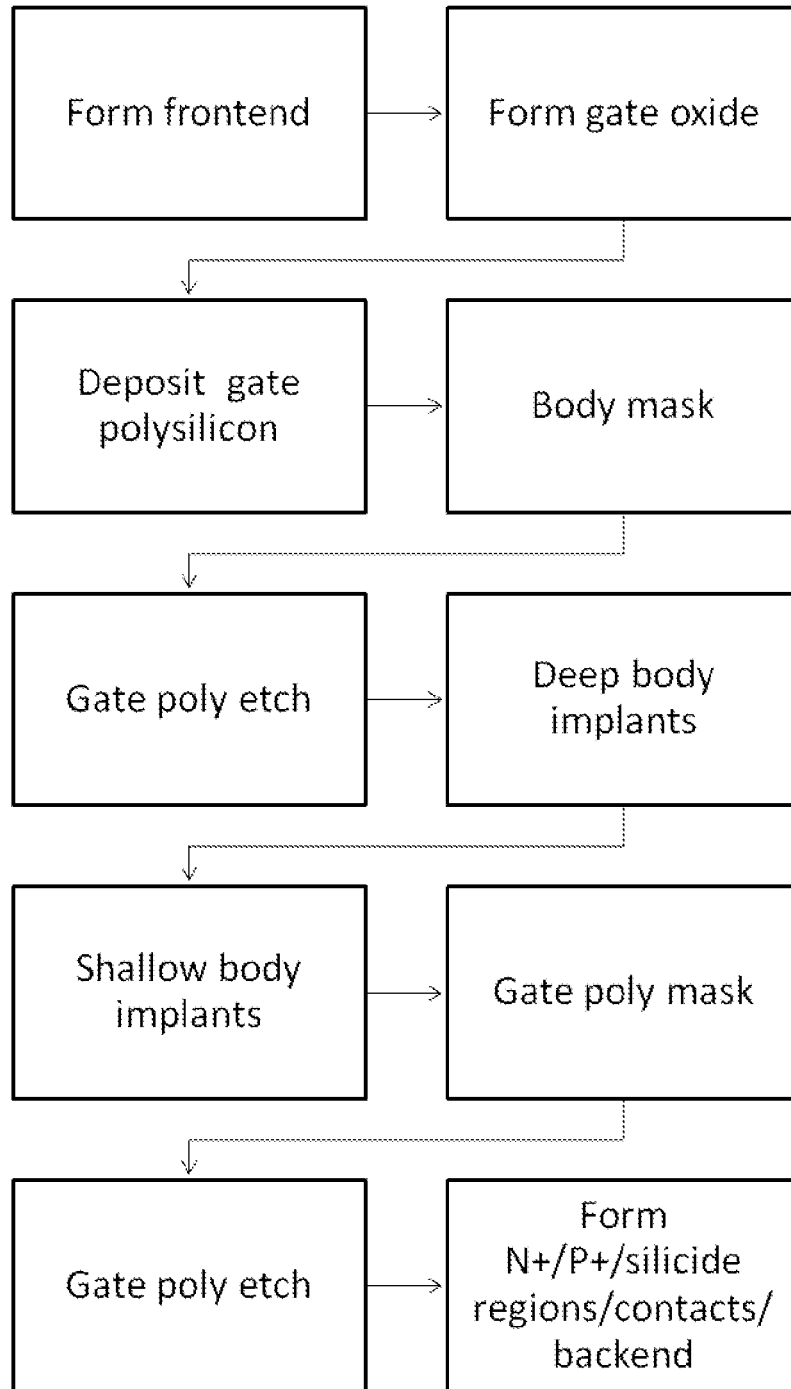 Form frontend
Form gate oxide
Deposit gate
polysilicon
Body mask
Gate poly etch
Deep body
implants
Shallow body
implants
Gate poly mask
Gate poly etch
Form
N+/P+/silicide
regions/contacts/
backend